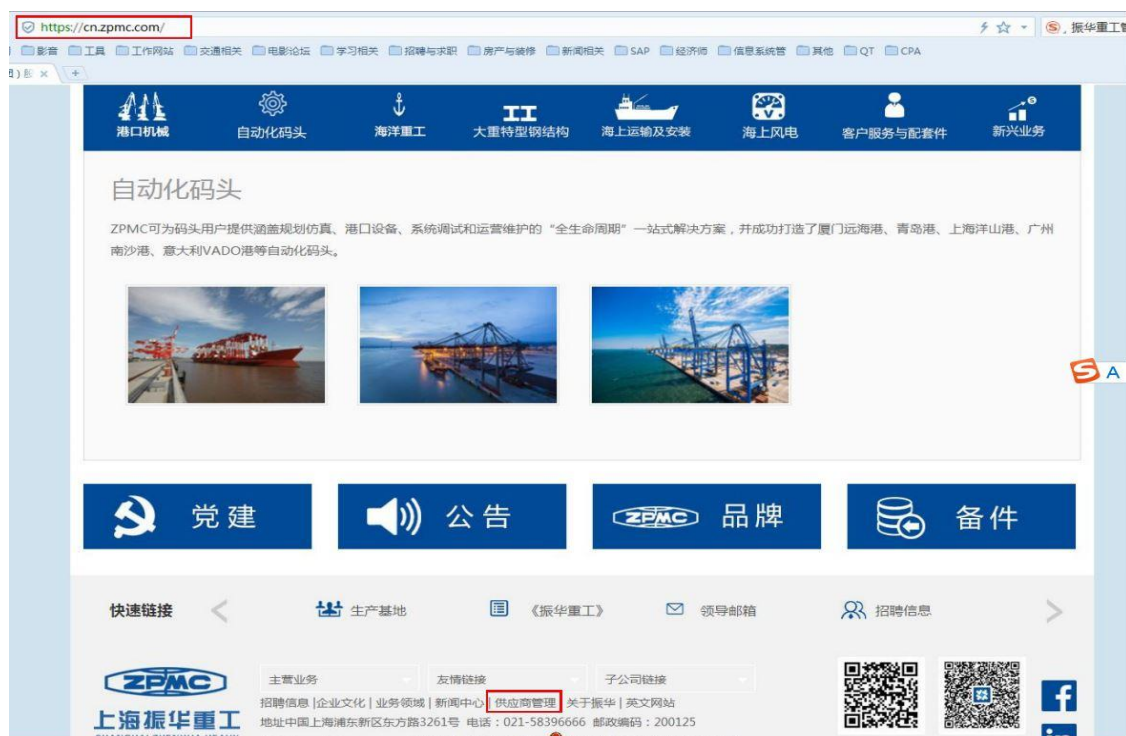 https://cn.zpmc.com/
振华重工
影音 工具 工作网站 交通相关 电影论坛 学习相关 招聘与求职 房产与装修 新闻相关 SAP 经济师 信息系统管 其他 QT CPA
港口机械 自动化码头 海洋重工 大重特型钢结构 海上运输及安装 海上风电 客户服务与配套件 新兴业务
自动化码头
ZPMC可为码头用户提供涵盖规划仿真、港口设备、系统调试和运营维护的“全生命周期”一站式解决方案，并成功打造了厦门远海港、青岛港、上海洋山港、广州
南沙港、意大利VADO港等自动化码头。
A
党建 公告 ZPMC 品牌 备件
快速链接 生产基地 《振华重工》 领导邮箱 招聘信息
ZPMC 主营业务 友情链接 子公司链接
招聘信息 |企业文化 | 业务领域 | 新闻中心 | 供应商管理 | 关于振华 | 英文网站
上海振华重工 地址中国上海浦东新区东方路3261号 电话：021-58396666 邮政编码：200125